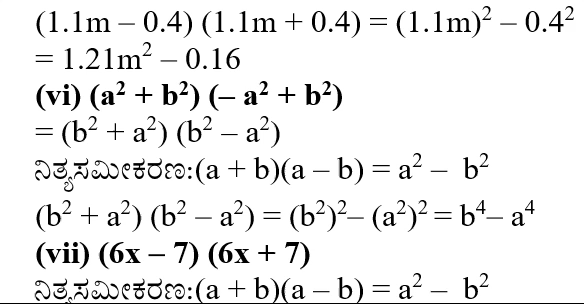 (1.1m – 0.4) (1.1m + 0.4) = (1.1m)² – 0.4²
= 1.21m² – 0.16
(vi) (a² + b²) (– a² + b²)
= (b² + a²) (b² – a²)
ನಿತ್ಯಸಮೀಕರಣ:(a + b)(a – b) = a² – b²
(b² + a²) (b² – a²) = (b²)²– (a²)² = b⁴– a⁴
(vii) (6x – 7) (6x + 7)
ನಿತ್ಯಸಮೀಕರಣ:(a + b)(a – b) = a² – b²